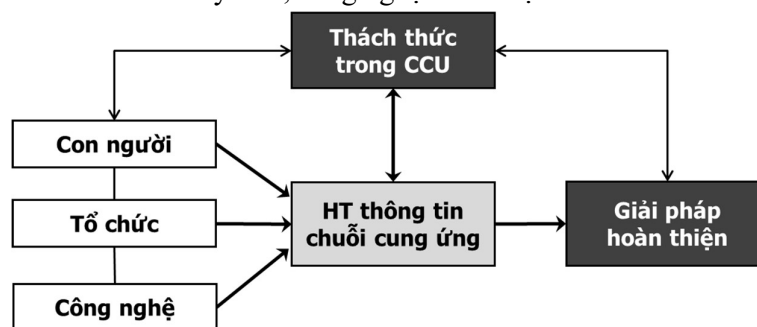 Thách thức
trong CCU
Con người
Tổ chức
Công nghệ
HT thông tin
chuỗi cung ứng
Giải pháp
hoàn thiện